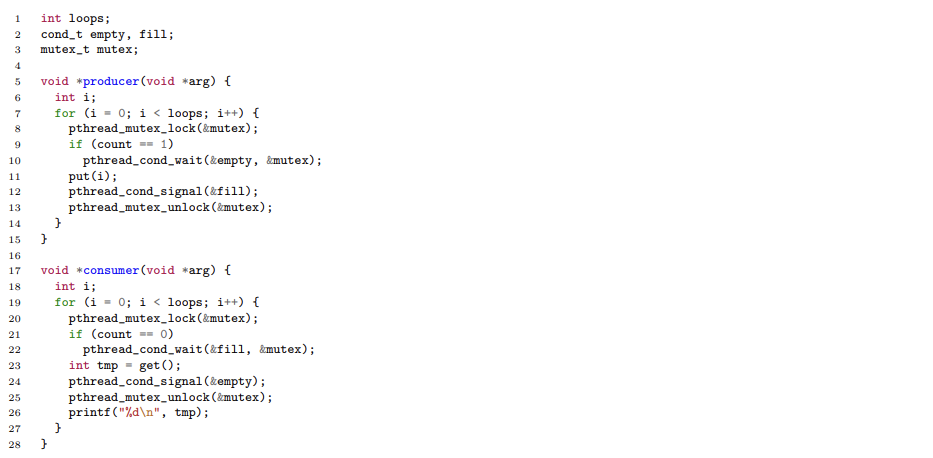 1 int loops;
2 cond_t empty, fill;
3 mutex_t mutex;
4
5 void *producer(void *arg) {
6   int i;
7   for (i = 0; i < loops; i++) {
8     pthread_mutex_lock(&mutex);
9     if (count == 1)
10       pthread_cond_wait(&empty, &mutex);
11     put(i);
12     pthread_cond_signal(&fill);
13     pthread_mutex_unlock(&mutex);
14   }
15 }
16
17 void *consumer(void *arg) {
18   int i;
19   for (i = 0; i < loops; i++) {
20     pthread_mutex_lock(&mutex);
21     if (count == 0)
22       pthread_cond_wait(&fill, &mutex);
23     int tmp = get();
24     pthread_cond_signal(&empty);
25     pthread_mutex_unlock(&mutex);
26     printf("%d\n", tmp);
27   }
28 }